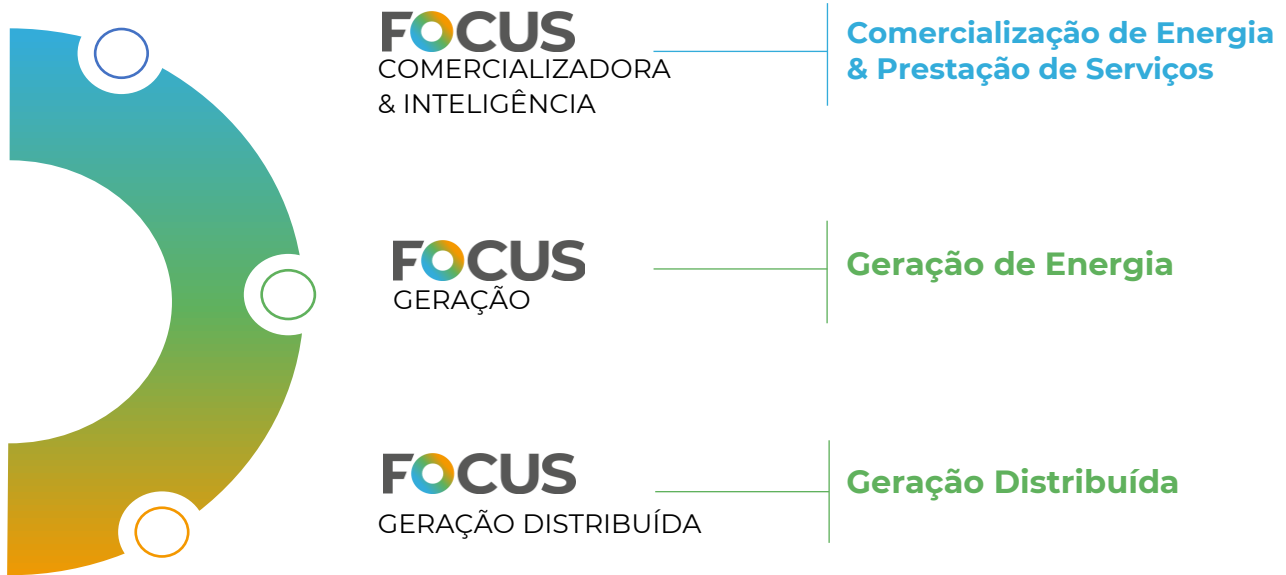 FOCUS
COMERCIALIZADORA
& INTELIGÊNCIA
Comercialização de Energia
& Prestação de Serviços
FOCUS
GERAÇÃO
Geração de Energia
FOCUS
GERAÇÃO DISTRIBUÍDA
Geração Distribuída